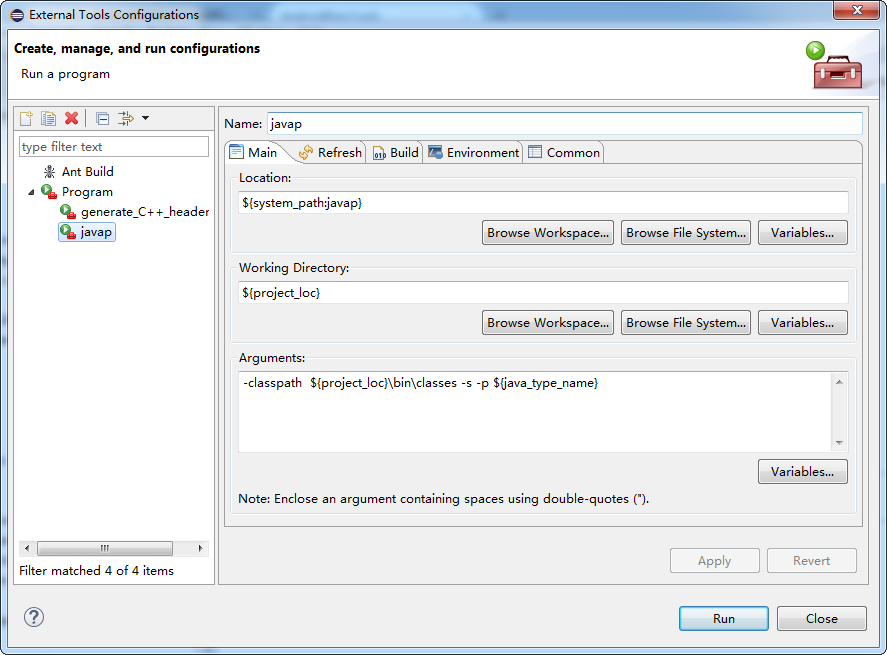 External Tools Configurations
Create, manage, and run configurations
Run a program
type filter text
Ant Build
Program
generate_C++_header
javap
Filter matched 4 of 4 items
Name: javap
Main Refresh Build Environment Common
Location:
${system_path:javap}
Browse Workspace... Browse File System... Variables...
Working Directory:
${project_loc}
Browse Workspace... Browse File System... Variables...
Arguments:
-classpath  ${project_loc}\bin\classes -s -p ${java_type_name}
Variables...
Note: Enclose an argument containing spaces using double-quotes (").
Apply Revert
Run Close